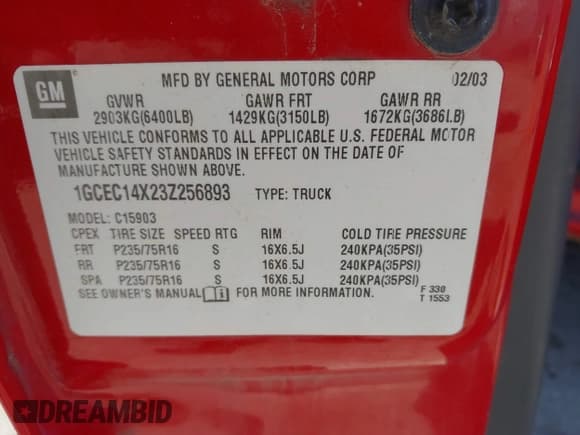 GM
MFD BY GENERAL MOTORS CORP 02/03
GVWR GAWR FRT GAWR RR
2903KG(6400LB) 1429KG(3150LB) 1672KG(3686LB)
THIS VEHICLE CONFORMS TO ALL APPLICABLE U.S. FEDERAL MOTOR
VEHICLE SAFETY STANDARDS IN EFFECT ON THE DATE OF
MANUFACTURE SHOWN ABOVE.
1GCEC14X23Z256893 TYPE: TRUCK
MODEL: C15903
CPEX TIRE SIZE SPEED RTG RIM COLD TIRE PRESSURE
FRT P235/75R16 S 16X6.5J 240KPA(35PSI)
RR P235/75R16 S 16X6.5J 240KPA(35PSI)
SPA P235/75R16 S 16X6.5J 240KPA(35PSI)
SEE OWNER'S MANUAL FOR MORE INFORMATION.
F 330
T 1553
DREAMBID